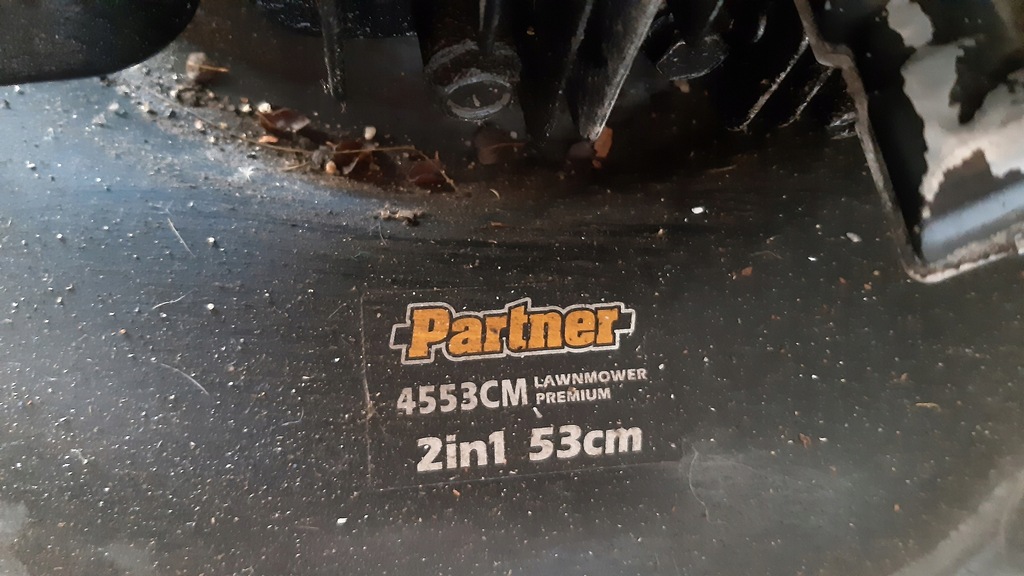 Partner
4553CM LAWNMOWER
PREMIUM
2in1 53cm